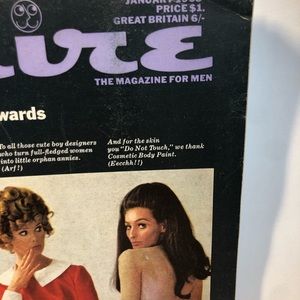 JANUARY 1968
PRICE $1.
GREAT BRITAIN 6/-
uire
THE MAGAZINE FOR MEN
wards
To all those cute boy designers
who turn full-fledged women
into little orphan annies.
(Arf!)
And for the skin
you "Do Not Touch," we thank
Cosmetic Body Paint.
(Eecchh!!)